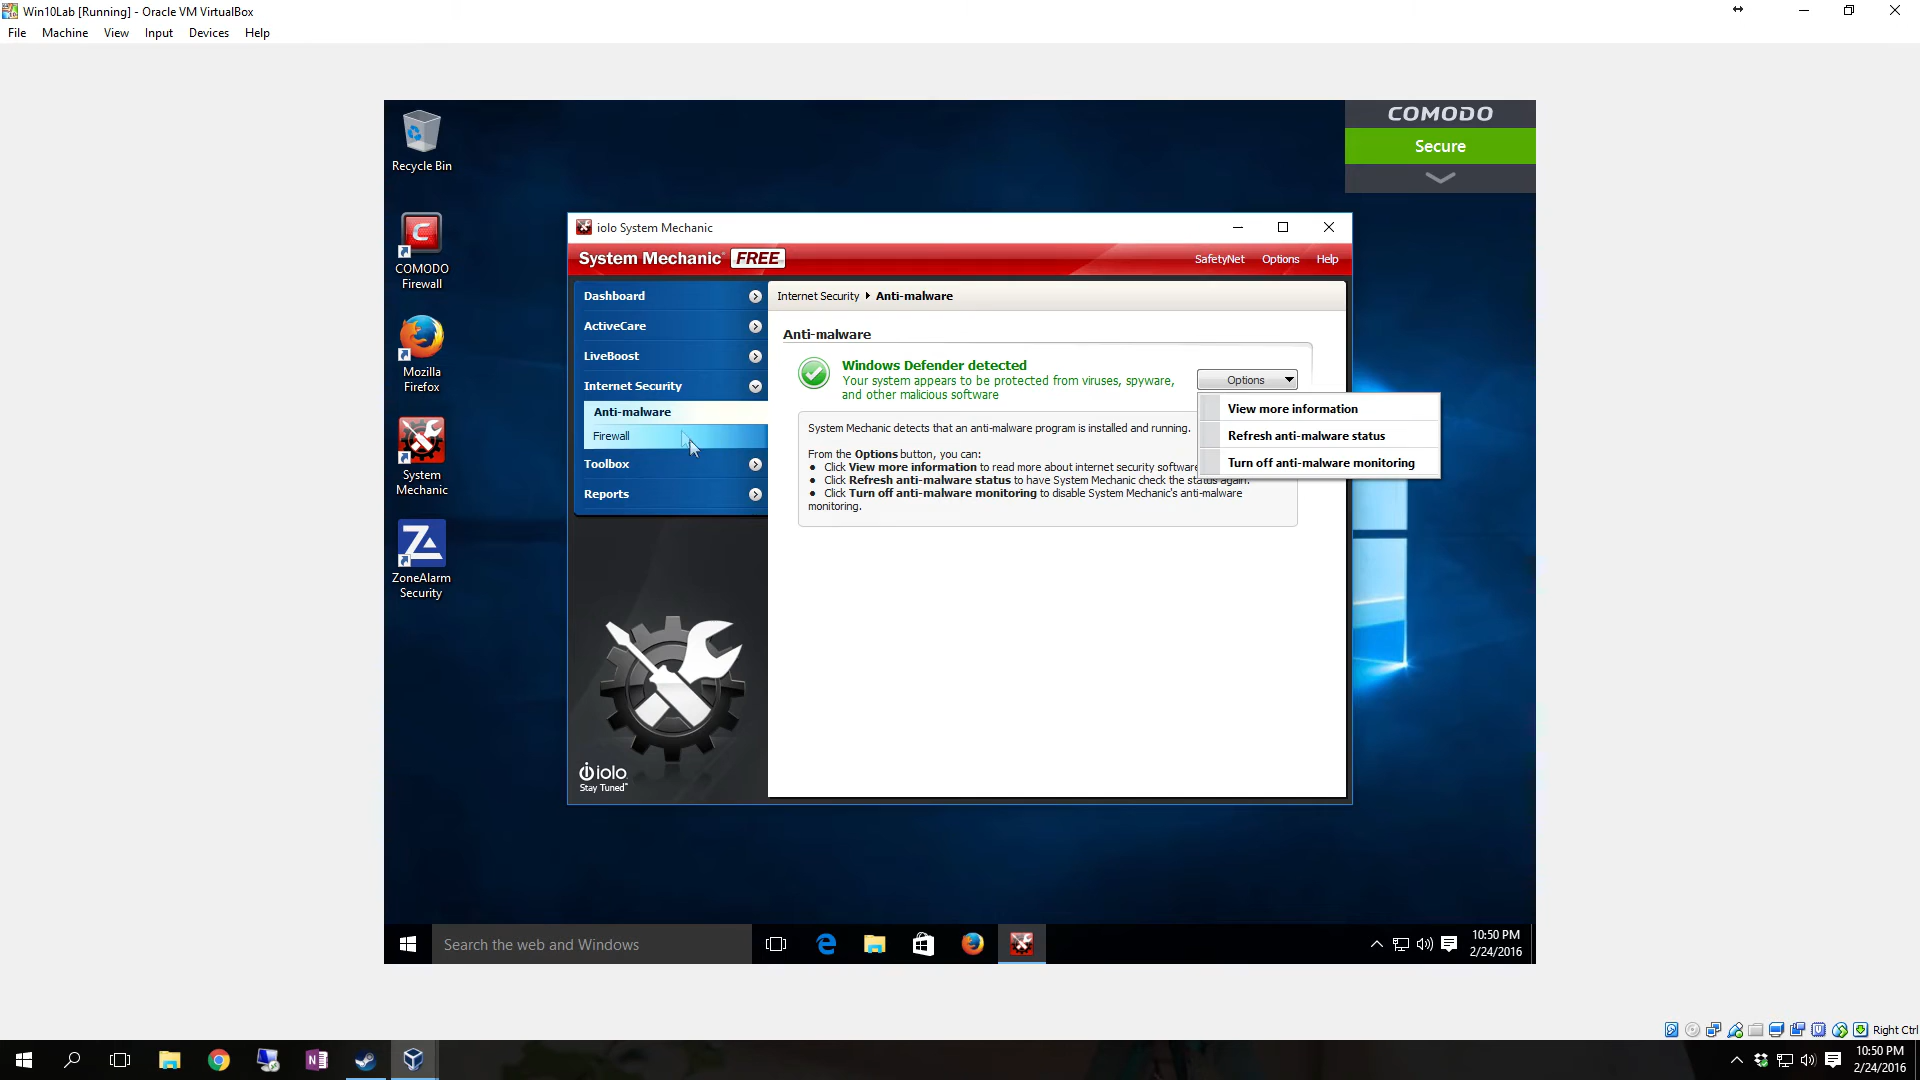 Win10Lab [Running] - Oracle VM VirtualBox
File Machine View Input Devices Help
Recycle Bin
COMODO
Secure
COMODO
Firewall
Mozilla
Firefox
System
Mechanic
ZoneAlarm
Security
iolo System Mechanic
System Mechanic FREE
SafetyNet Options Help
Dashboard
ActiveCare
LiveBoost
Internet Security
Anti-malware
Firewall
Toolbox
Reports
iolo
Stay Tuned™
Internet Security Anti-malware
Anti-malware
Windows Defender detected
Your system appears to be protected from viruses, spyware,
and other malicious software
Options
View more information
Refresh anti-malware status
Turn off anti-malware monitoring
System Mechanic detects that an anti-malware program is installed and running.
From the Options button, you can:
• Click View more information to read more about internet security software
• Click Refresh anti-malware status to have System Mechanic check the status again.
• Click Turn off anti-malware monitoring to disable System Mechanic's anti-malware
monitoring.
Search the web and Windows
10:50 PM
2/24/2016
Right Ctrl
10:50 PM
2/24/2016